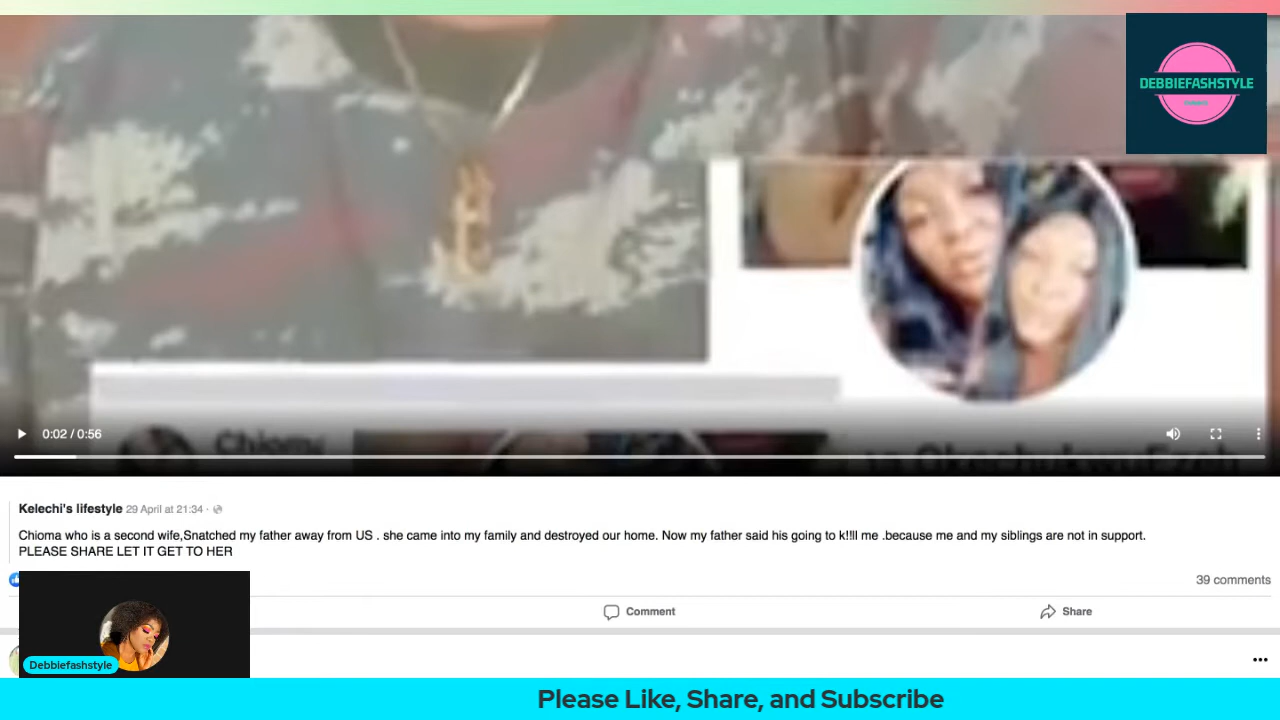 DEBBIEFASHSTYLE
0:02 / 0:56
Chiomy
Kelechi's lifestyle 29 April at 21:34 ·
Chioma who is a second wife,Snatched my father away from US . she came into my family and destroyed our home. Now my father said his going to k!!ll me .because me and my siblings are not in support.
PLEASE SHARE LET IT GET TO HER
39 comments
Comment
Share
Debbiefashstyle
Please Like, Share, and Subscribe